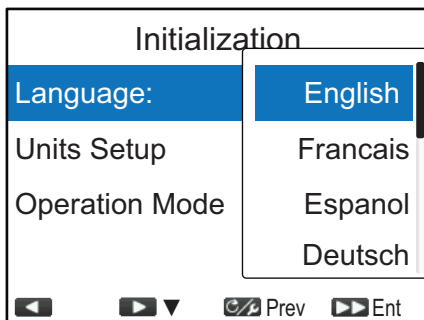 Initialization
Language: English
Units Setup Francais
Operation Mode Espanol
Deutsch
Prev Ent